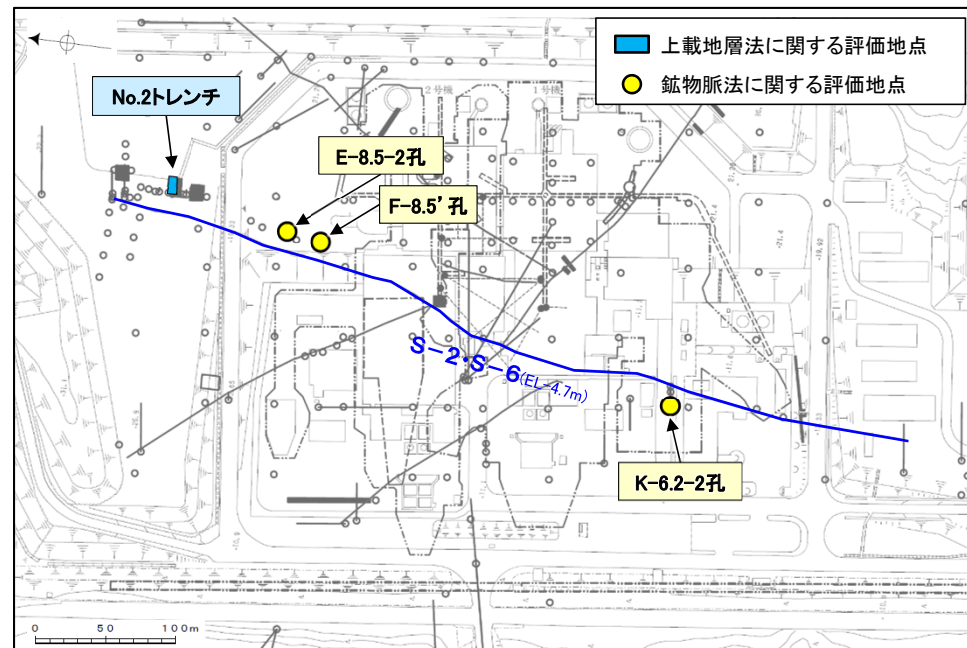 上載地層法に関する評価地点
鉱物脈法に関する評価地点
No.2トレンチ
２号機
１号機
E-8.5-2孔
F-8.5’孔
S-2・S-6(EL-4.7m)
K-6.2-2孔
0 50 100m